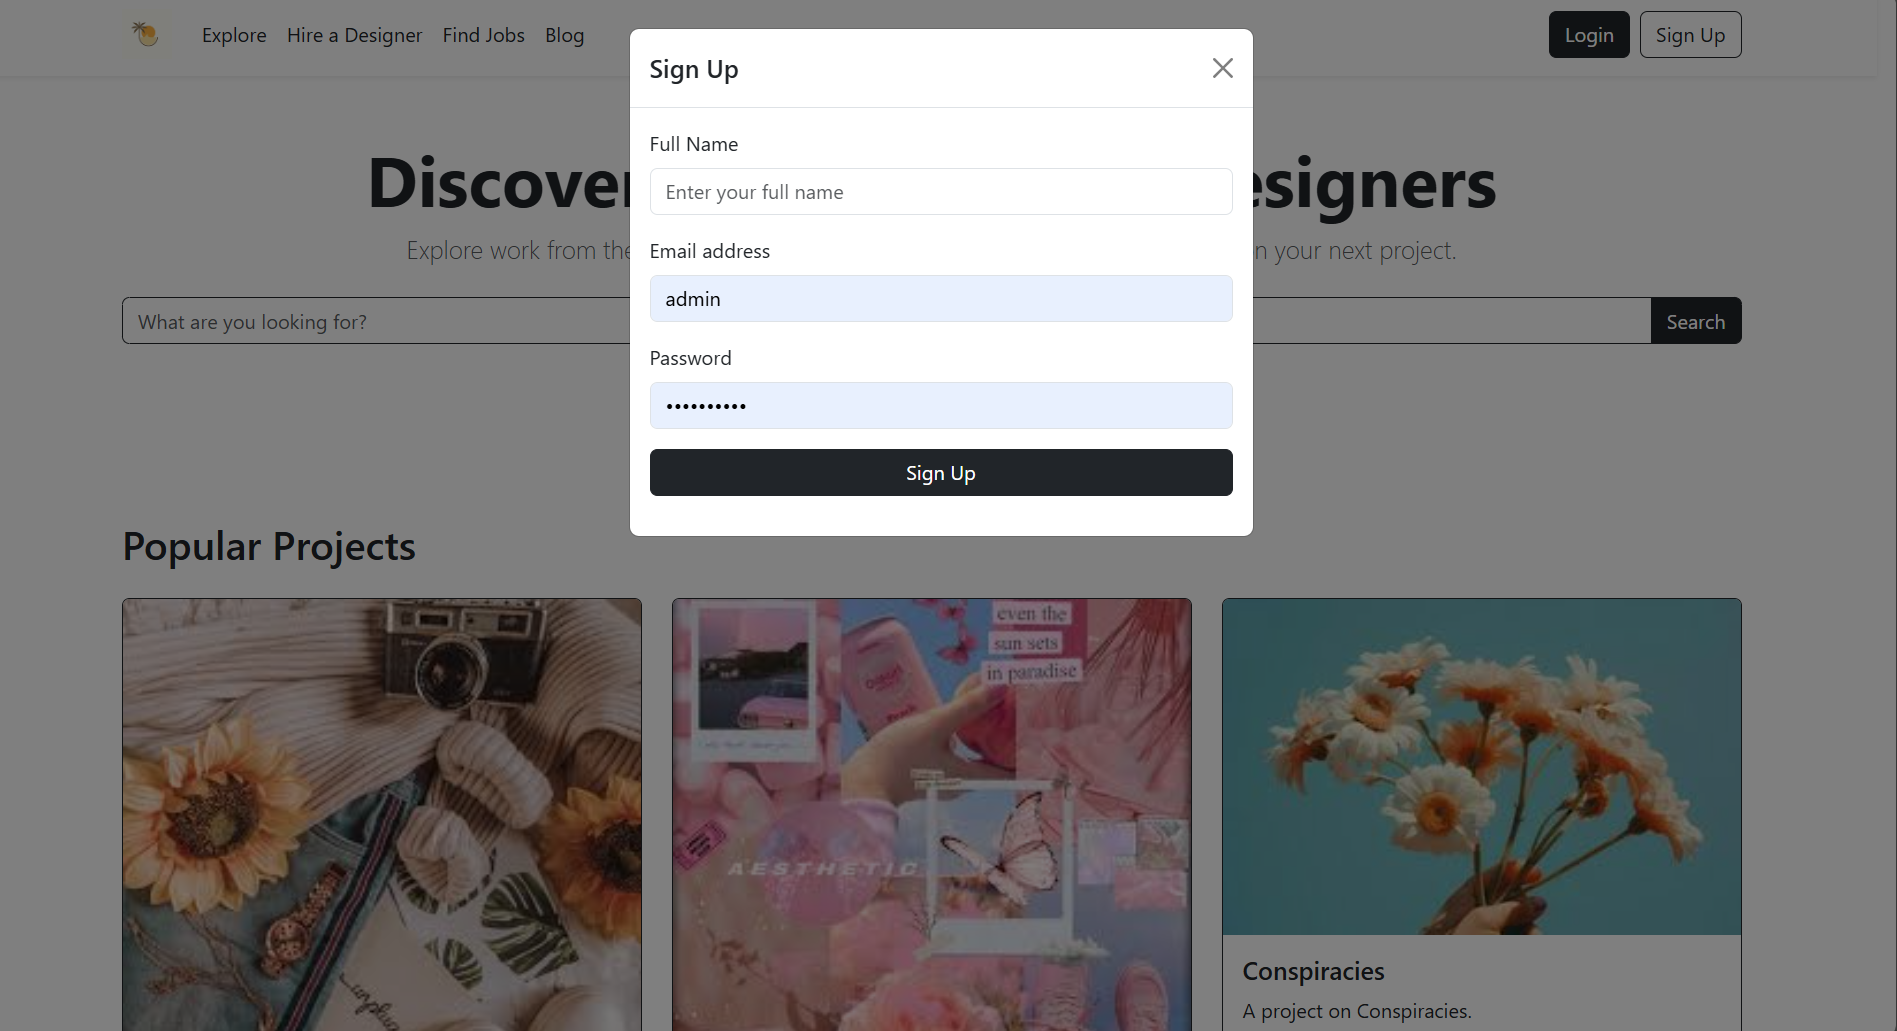 Explore Hire a Designer Find Jobs Blog
Login Sign Up
Sign Up
Full Name
Enter your full name
Email address
admin
Password
••••••••••
Sign Up
Discover
esigners
Explore work from the
n your next project.
What are you looking for?
Search
Popular Projects
even the
sun sets
in paradise
AESTHETIC
unplug
Conspiracies
A project on Conspiracies.